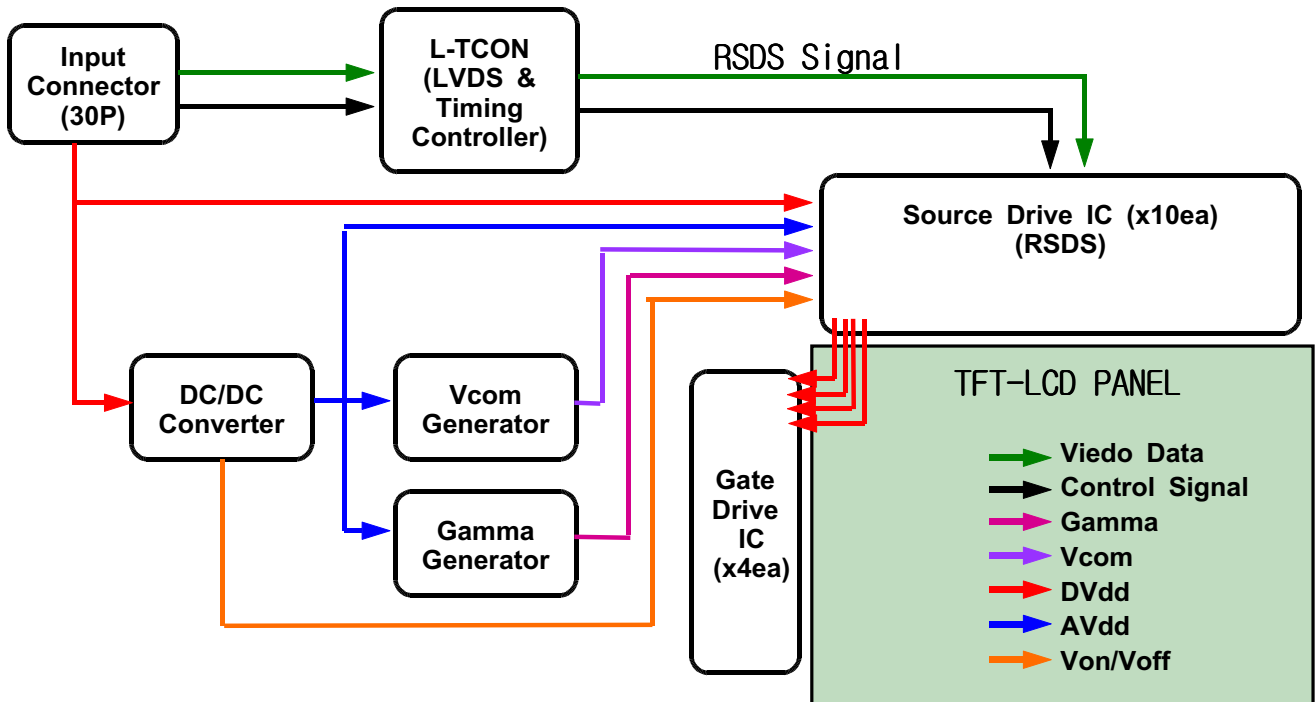 Input
Connector
(30P)
L-TCON
(LVDS & 
Timing
Controller)
RSDS Signal
Source Drive IC (x10ea)
(RSDS)
DC/DC
Converter
Vcom
Generator
Gamma
Generator
Gate
Drive
IC
(x4ea)
TFT-LCD PANEL
Viedo Data
Control Signal
Gamma
Vcom
DVdd
AVdd
Von/Voff